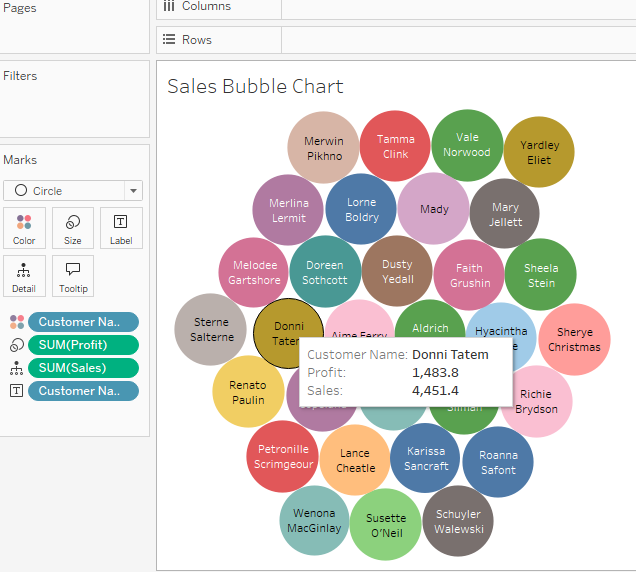 Pages
Columns
Rows
Filters
Sales Bubble Chart
Marks
Circle
Color
Size
Label
Detail
Tooltip
Customer Na..
SUM(Profit)
SUM(Sales)
Customer Na..
Merwin
Pikhno
Tamma
Clink
Vale
Norwood
Yardley
Eliet
Merlina
Lermit
Lorne
Boldry
Mady
Mary
Jellett
Melodee
Gartshore
Doreen
Sothcott
Dusty
Yedall
Faith
Grushin
Sheela
Stein
Sterne
Salterne
Donni
Aime Ferry
Aldrich
Hyacintha
Sherye
Christmas
Customer Name: Donni Tatem
Profit: 1,483.8
Sales: 4,451.4
Renato
Paulin
Richie
Brydson
Petronille
Scrimgeour
Lance
Cheatle
Karissa
Sancraft
Roanna
Safont
Wenona
MacGinlay
Susette
O'Neil
Schuyler
Walewski